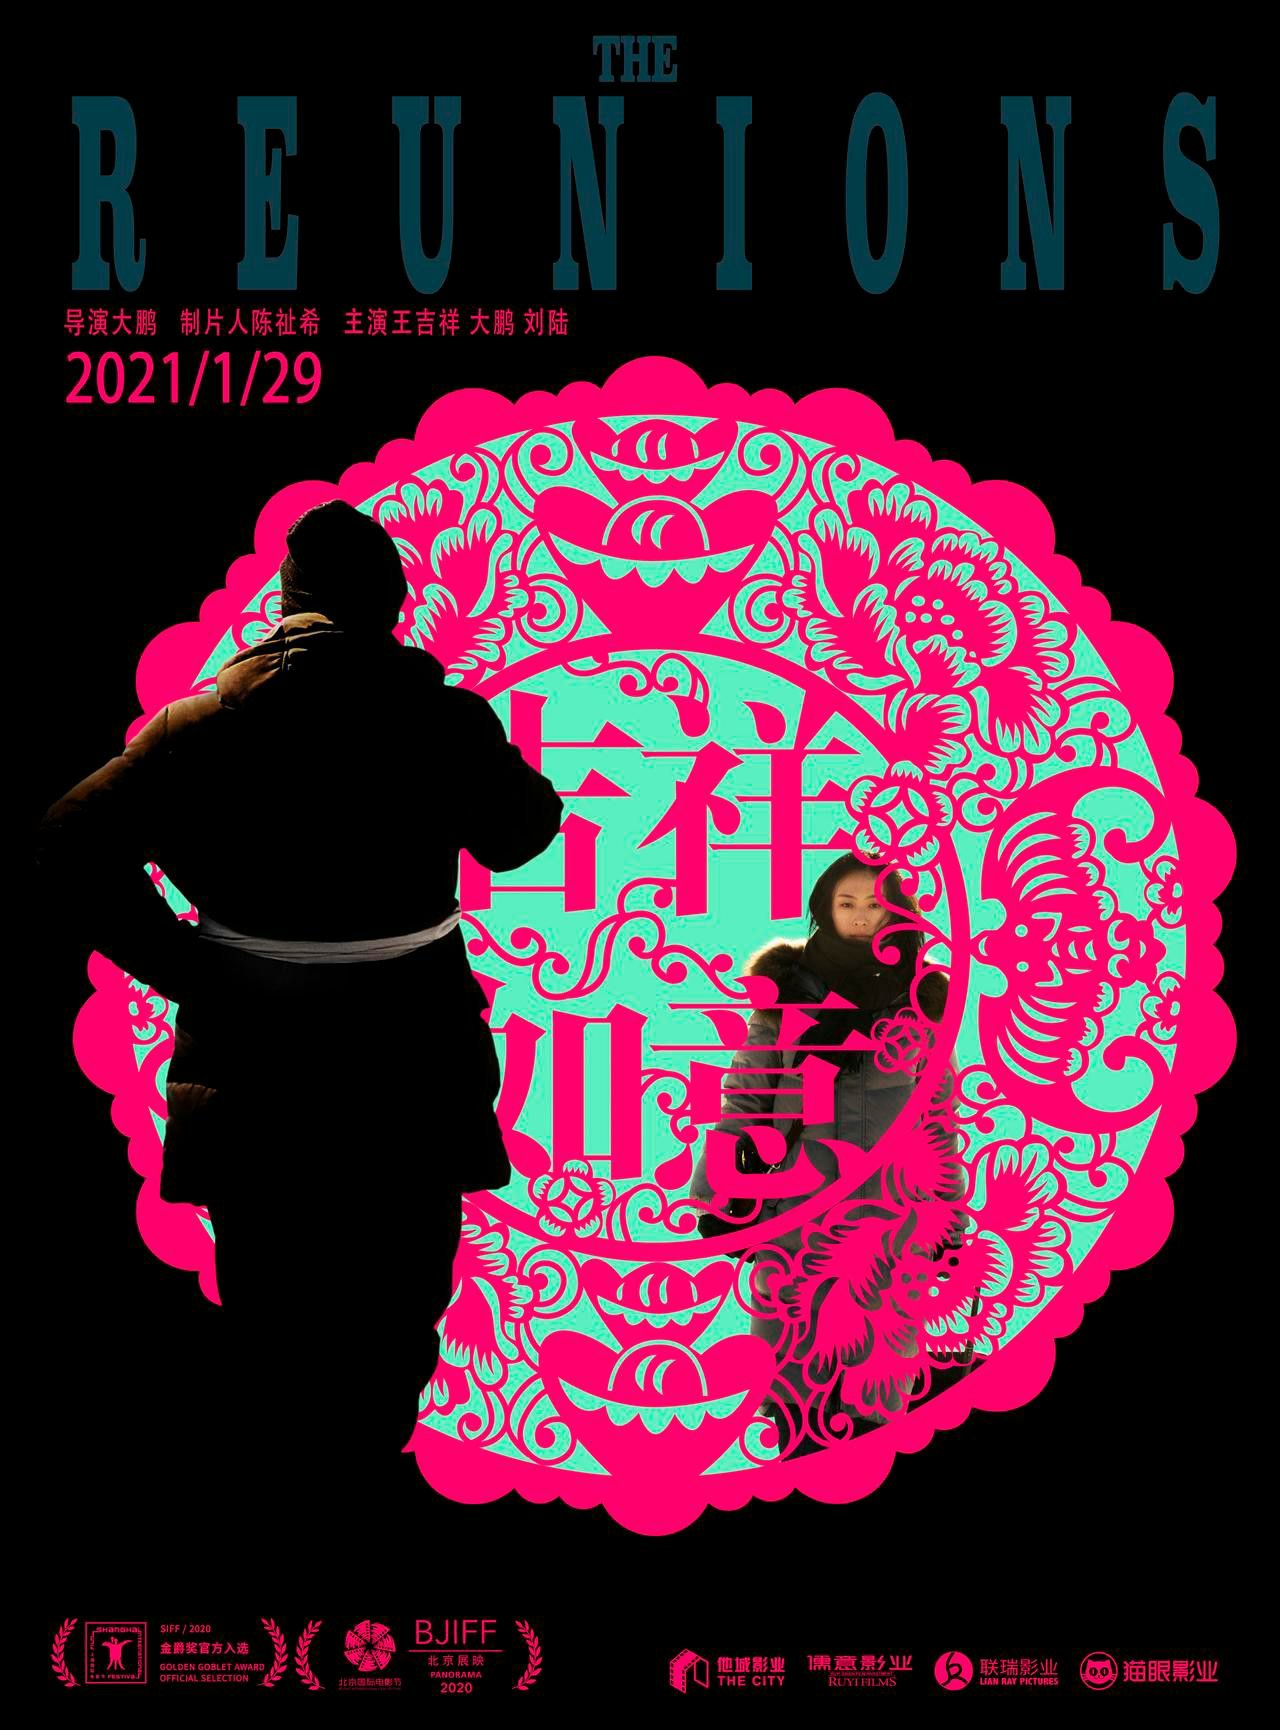 THE
REUNIONS
导演大鹏 制片人陈祉希 主演王吉祥 大鹏 刘陆
2021/1/29
吉祥
如意
SHANGHAI
FESTIVAL
SIFF / 2020
金爵奖官方入选
GOLDEN GOBLET AWARD
OFFICIAL SELECTION
北京国际电影节
BJIFF
北京展映
PANORAMA
2020
他城影业
THE CITY
儒意影业
RUYI FILMS
联瑞影业
LIAN RAY PICTURES
猫眼影业